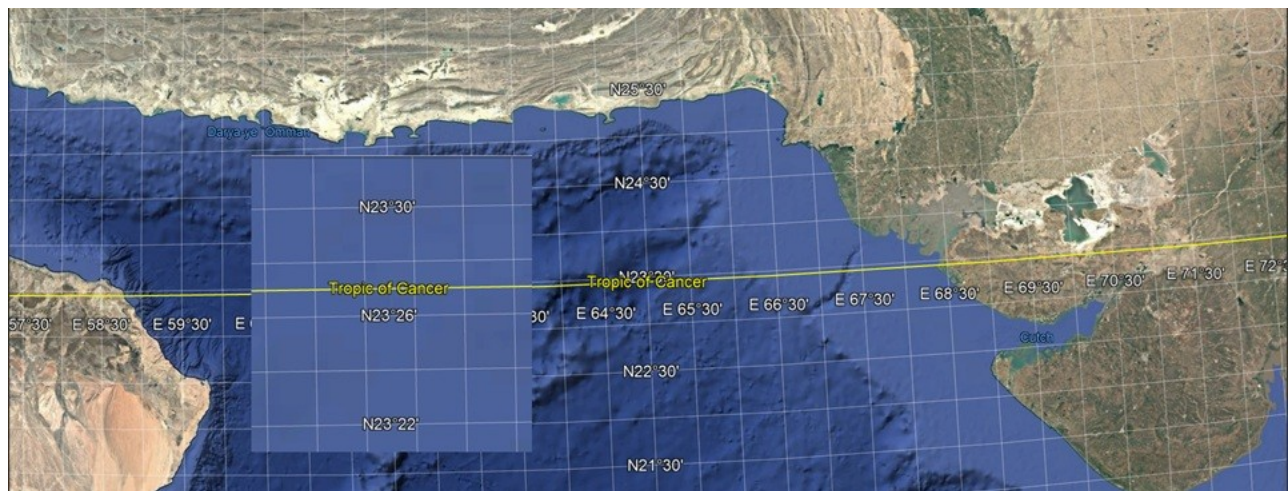 N25°30'
Darya ye 'Omman
N24°30'
N23°30'
Tropic of Cancer
Tropic of Cancer
N23°26'
57°30'
E 58°30'
E 59°30'
30'
E 64°30'
E 65°30'
E 66°30'
E 67°30'
E 68°30'
E 69°30'
E 70°30'
E 71°30'
E 72°
Cutch
N22°30'
N23°22'
N21°30'